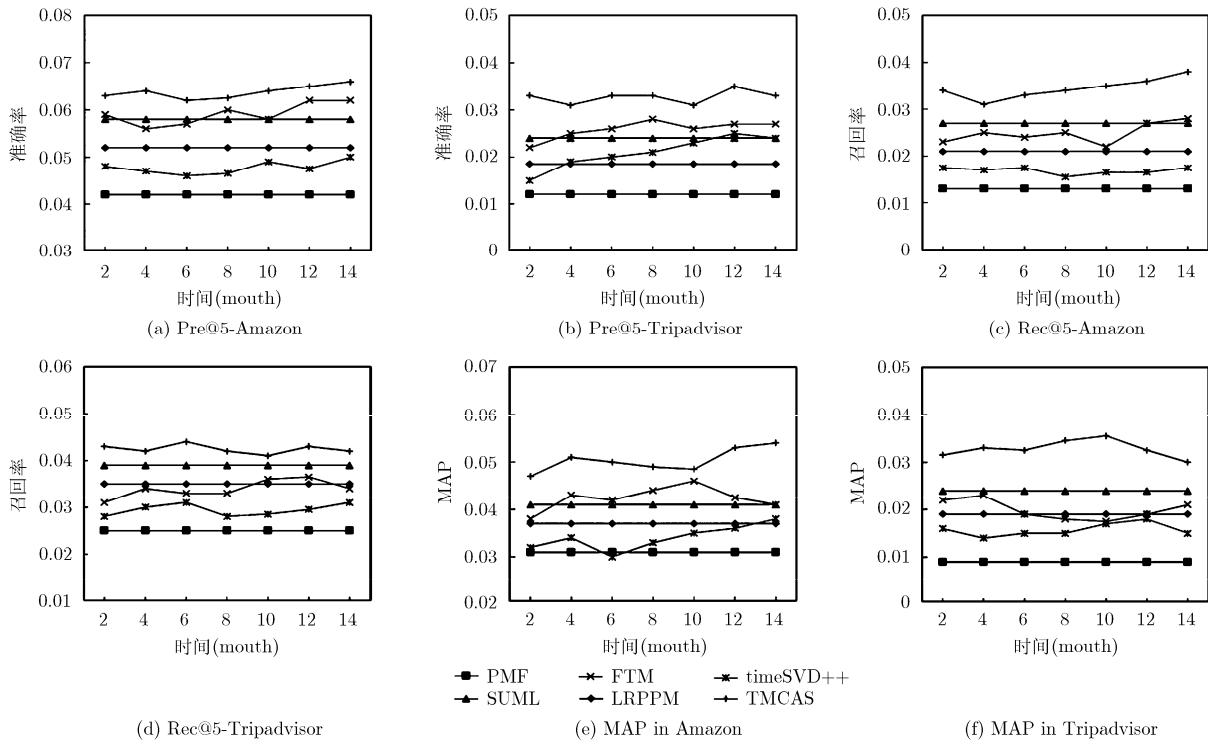 0.08
0.07
0.06
0.05
0.04
0.03
准确率
2 4 6 8 10 12 14
时间(mouth)
(a) Pre@5-Amazon
0.05
0.04
0.03
0.02
0.01
0
准确率
2 4 6 8 10 12 14
时间(mouth)
(b) Pre@5-Tripadvisor
0.05
0.04
0.03
0.02
0.01
0
召回率
2 4 6 8 10 12 14
时间(mouth)
(c) Rec@5-Amazon
0.06
0.05
0.04
0.03
0.02
0.01
召回率
2 4 6 8 10 12 14
时间(mouth)
(d) Rec@5-Tripadvisor
0.07
0.06
0.05
0.04
0.03
0.02
MAP
2 4 6 8 10 12 14
时间(mouth)
PMF FTM timeSVD++
SUML LRPPM TMCAS
(e) MAP in Amazon
0.05
0.04
0.03
0.02
0.01
0
MAP
2 4 6 8 10 12 14
时间(mouth)
(f) MAP in Tripadvisor